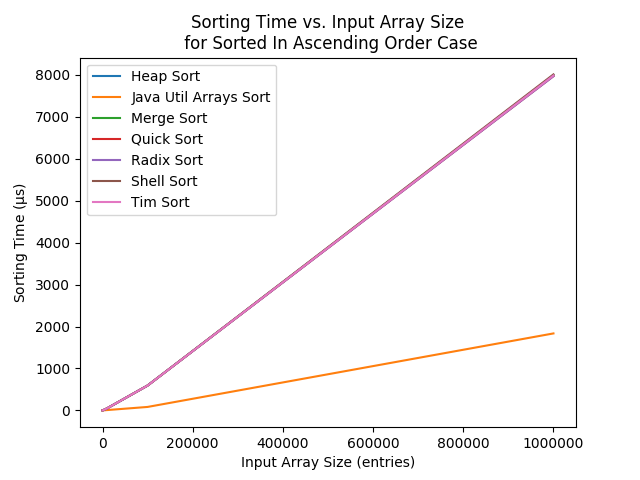 Sorting Time vs. Input Array Size
for Sorted In Ascending Order Case
Heap Sort
Java Util Arrays Sort
Merge Sort
Quick Sort
Radix Sort
Shell Sort
Tim Sort
8000
7000
6000
5000
4000
3000
2000
1000
0
Sorting Time (µs)
0 200000 400000 600000 800000 1000000
Input Array Size (entries)